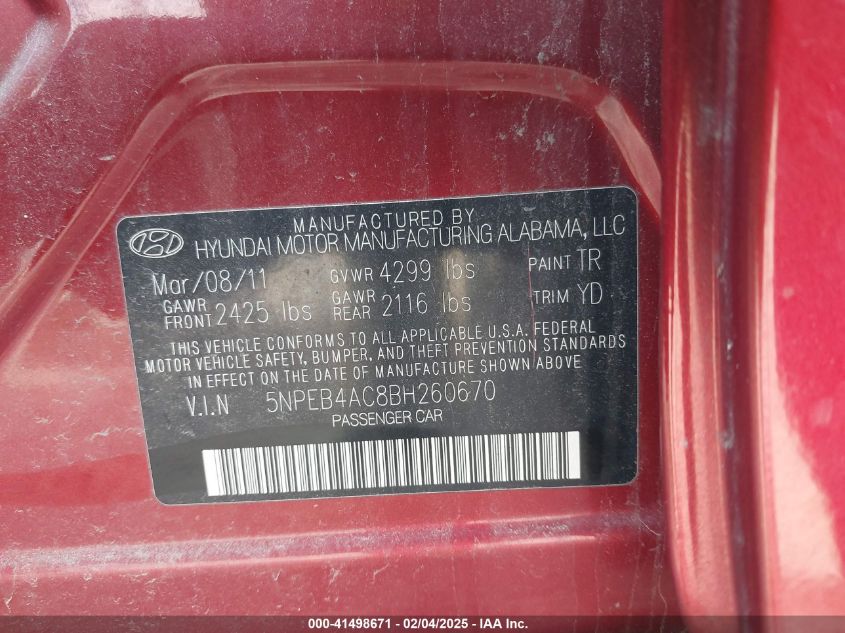 MANUFACTURED BY
HYUNDAI MOTOR MANUFACTURING ALABAMA, LLC
Mar/08/11 GVWR 4299 lbs PAINT TR
GAWR FRONT 2425 lbs GAWR REAR 2116 lbs TRIM YD
THIS VEHICLE CONFORMS TO ALL APPLICABLE U.S.A. FEDERAL
MOTOR VEHICLE SAFETY, BUMPER, AND THEFT PREVENTION STANDARDS
IN EFFECT ON THE DATE OF MANUFACTURE SHOWN ABOVE
V.I.N 5NPEB4AC8BH260670
PASSENGER CAR
000-41498671 - 02/04/2025 - IAA Inc.